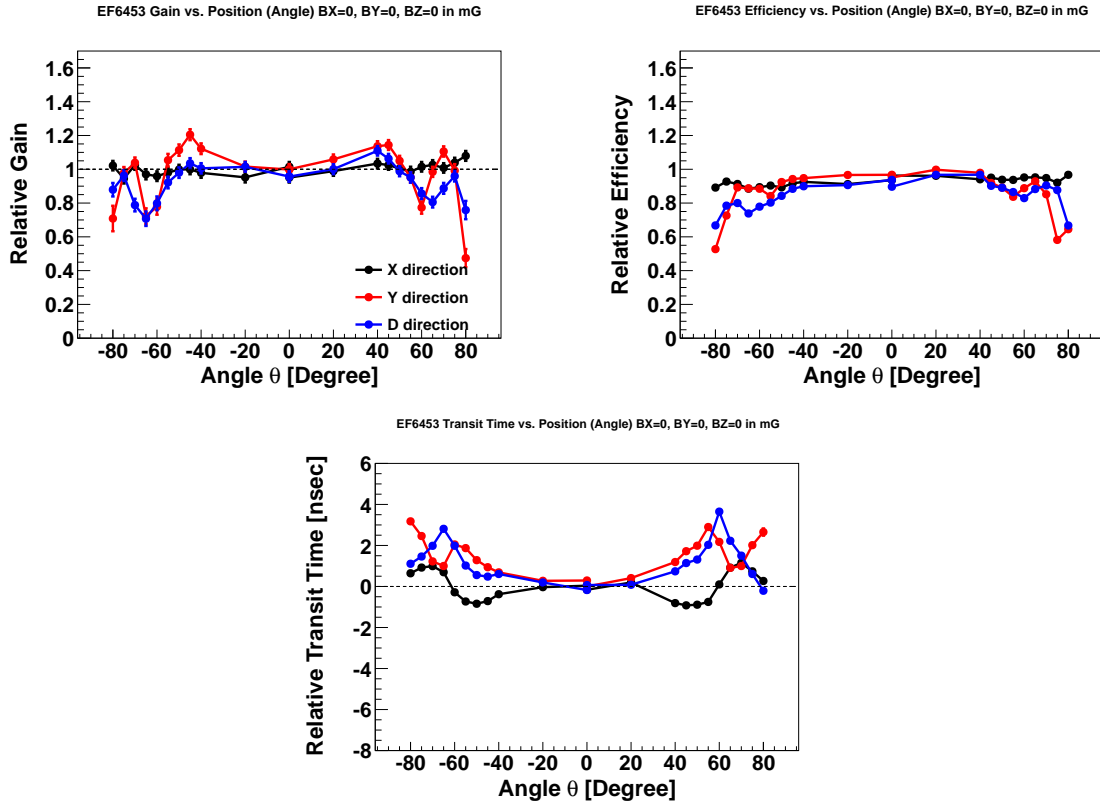 EF6453 Gain vs. Position (Angle) BX=0, BY=0, BZ=0 in mG
Relative Gain
1.6
1.4
1.2
1
0.8
0.6
0.4
0.2
0
X direction
Y direction
D direction
-80 -60 -40 -20 0 20 40 60 80
Angle θ [Degree]
EF6453 Efficiency vs. Position (Angle) BX=0, BY=0, BZ=0 in mG
Relative Efficiency
1.6
1.4
1.2
1
0.8
0.6
0.4
0.2
0
-80 -60 -40 -20 0 20 40 60 80
Angle θ [Degree]
EF6453 Transit Time vs. Position (Angle) BX=0, BY=0, BZ=0 in mG
Relative Transit Time [nsec]
6
4
2
0
-2
-4
-6
-8
-80 -60 -40 -20 0 20 40 60 80
Angle θ [Degree]